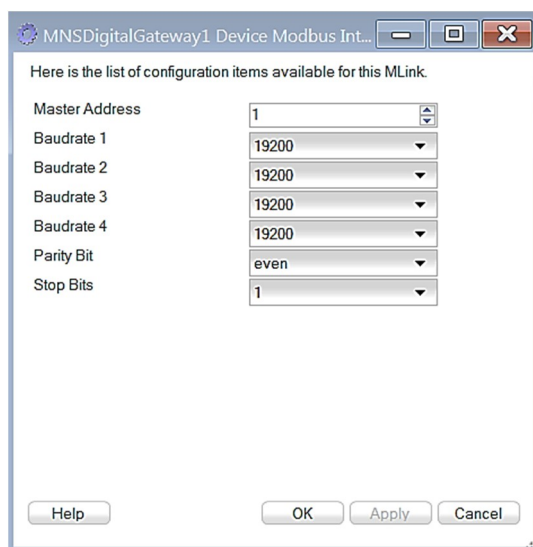 MNSDigitalGateway1 Device Modbus Int...
Here is the list of configuration items available for this MLink.
Master Address 1
Baudrate 1 19200
Baudrate 2 19200
Baudrate 3 19200
Baudrate 4 19200
Parity Bit even
Stop Bits 1
Help OK Apply Cancel